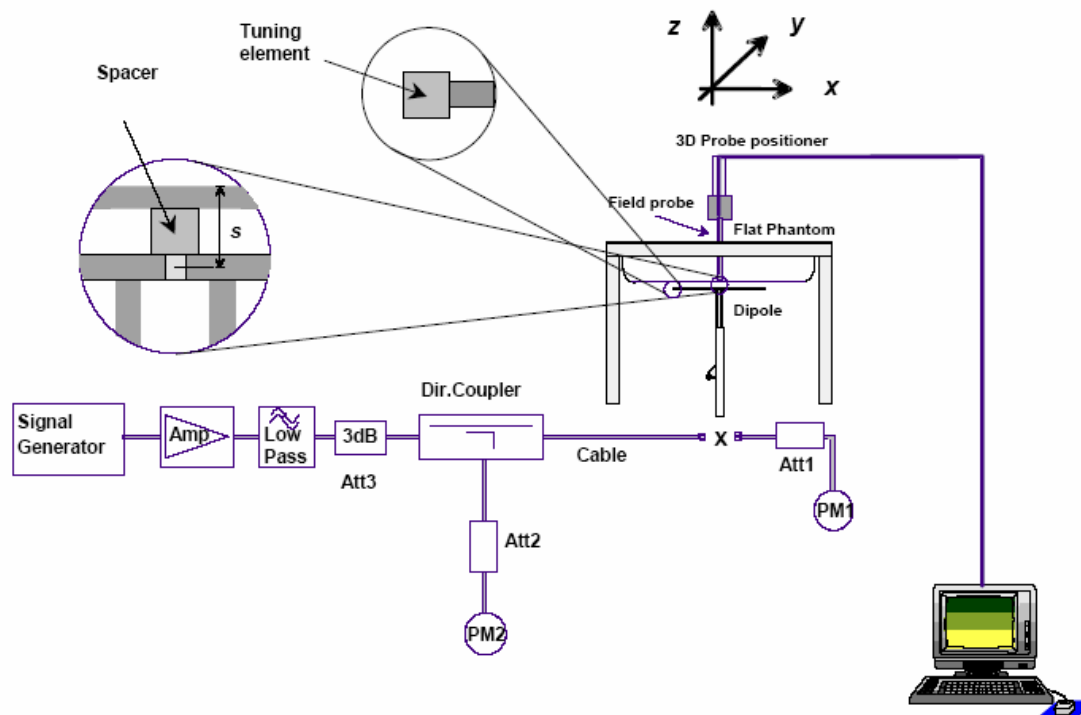 Tuning
element
Spacer
z
y
x
3D Probe positioner
Field probe
Flat Phantom
s
Dipole
Dir.Coupler
Signal
Generator
Amp
Low
Pass
3dB
Att3
Cable
X
Att1
PM1
Att2
PM2